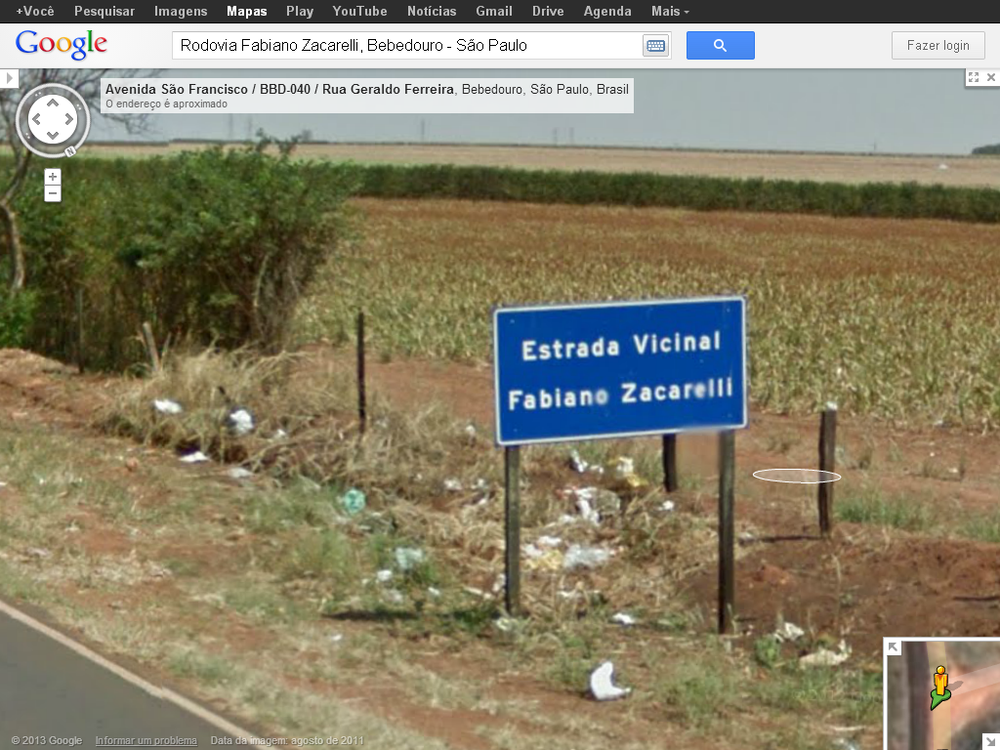 +Você Pesquisar Imagens Mapas Play YouTube Notícias Gmail Drive Agenda Mais
Google Rodovia Fabiano Zacarelli, Bebedouro - São Paulo Fazer login
Avenida São Francisco / BBD-040 / Rua Geraldo Ferreira, Bebedouro, São Paulo, Brasil
O endereço é aproximado
N
+
−
Estrada Vicinal
Fabiano Zacarelli
© 2013 Google Informar um problema Data da imagem: agosto de 2011